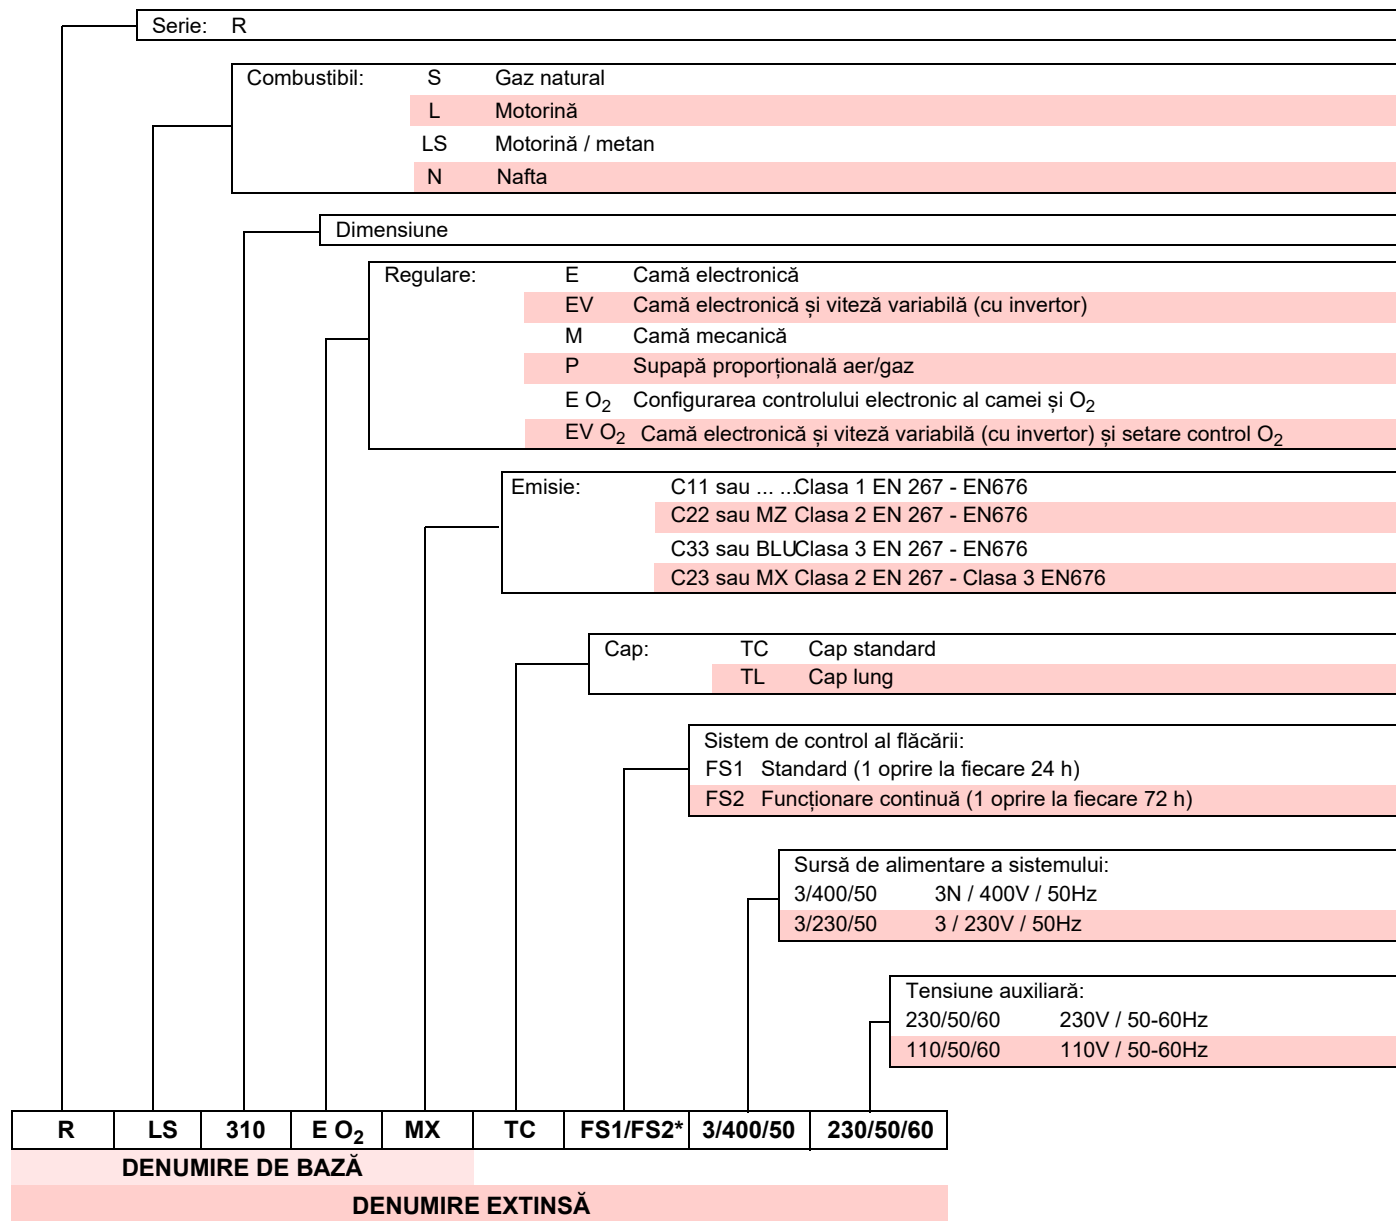 Serie: R
Combustibil: S Gaz natural
L Motorină
LS Motorină / metan
N Nafta
Dimensiune
Regulare: E Camă electronică
EV Camă electronică și viteză variabilă (cu invertor)
M Camă mecanică
P Supapă proporțională aer/gaz
E O2 Configurarea controlului electronic al camei și O2
EV O2 Camă electronică și viteză variabilă (cu invertor) și setare control O2
Emisie: C11 sau ... ...Clasa 1 EN 267 - EN676
C22 sau MZ Clasa 2 EN 267 - EN676
C33 sau BLUClasa 3 EN 267 - EN676
C23 sau MX Clasa 2 EN 267 - Clasa 3 EN676
Cap: TC Cap standard
TL Cap lung
Sistem de control al flăcării:
FS1 Standard (1 oprire la fiecare 24 h)
FS2 Funcționare continuă (1 oprire la fiecare 72 h)
Sursă de alimentare a sistemului:
3/400/50 3N / 400V / 50Hz
3/230/50 3 / 230V / 50Hz
Tensiune auxiliară:
230/50/60 230V / 50-60Hz
110/50/60 110V / 50-60Hz
R LS 310 E O2 MX TC FS1/FS2* 3/400/50 230/50/60
DENUMIRE DE BAZĂ
DENUMIRE EXTINSĂ